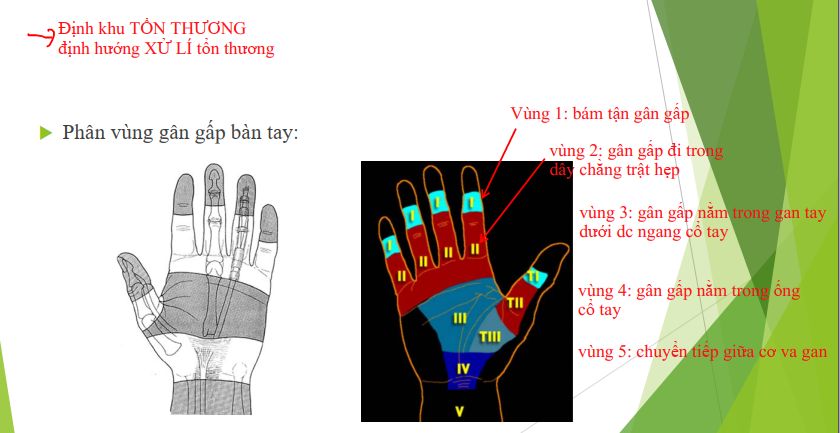 Định khu TỔN THƯƠNG
định hướng XỬ LÍ tổn thương
Phân vùng gân gấp bàn tay:
Vùng 1: bám tận gân gấp
vùng 2: gân gấp đi trong
dây chằng trật hẹp
vùng 3: gân gấp nằm trong gan tay
dưới dc ngang cổ tay
vùng 4: gân gấp nằm trong ống
cổ tay
vùng 5: chuyển tiếp giữa cơ va gan
I
I
I
I
II
II
II
II
TI
TII
III
TIII
IV
V